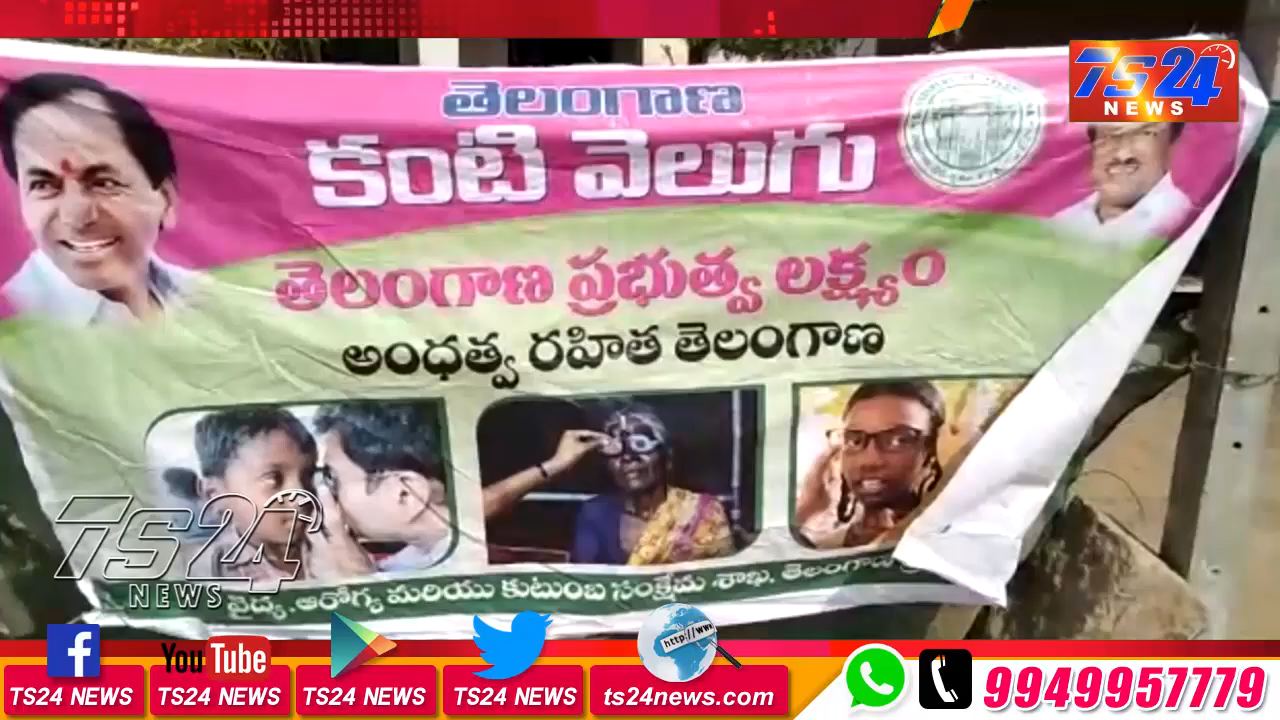 TS24
NEWS
తెలంగాణ
కంటి వెలుగు
తెలంగాణ ప్రభుత్వ లక్ష్యం
అంధత్వ రహిత తెలంగాణ
TS24
NEWS
వైద్య, ఆరోగ్య మరియు కుటుంబ సంక్షేమ శాఖ, తెలంగాణ
http://www
You Tube
TS24 NEWS
TS24 NEWS
TS24 NEWS
TS24 NEWS
ts24news.com
9949957779